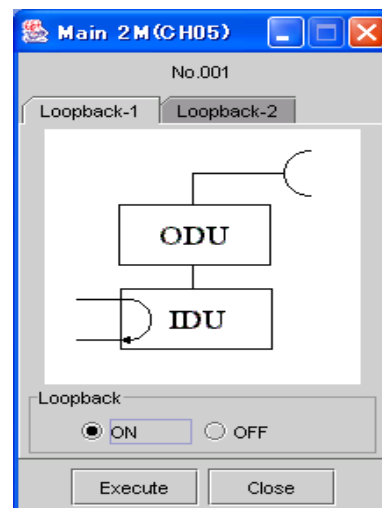 Main 2M(CH05)
No.001
Loopback-1 Loopback-2
ODU
IDU
Loopback
ON OFF
Execute Close